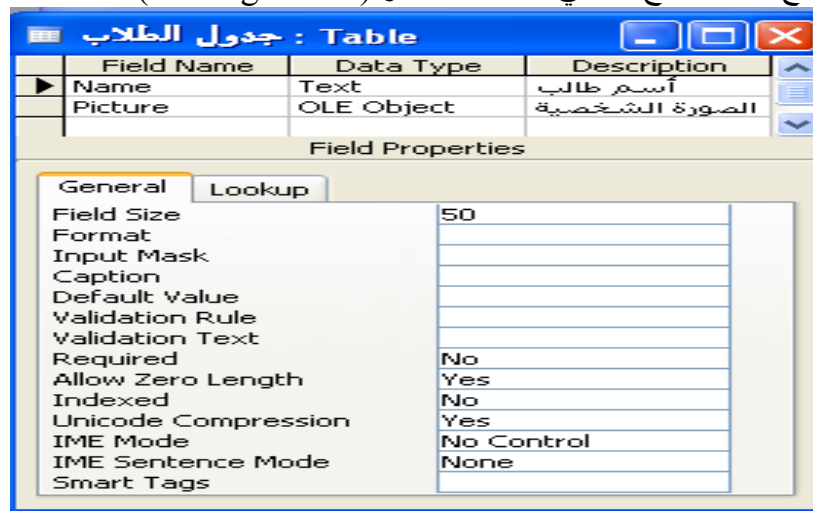 جدول الطلاب : Table
Field Name Data Type Description
Name Text أسم طالب
Picture OLE Object الصورة الشخصية
Field Properties
General Lookup
Field Size 50
Format
Input Mask
Caption
Default Value
Validation Rule
Validation Text
Required No
Allow Zero Length Yes
Indexed No
Unicode Compression Yes
IME Mode No Control
IME Sentence Mode None
Smart Tags